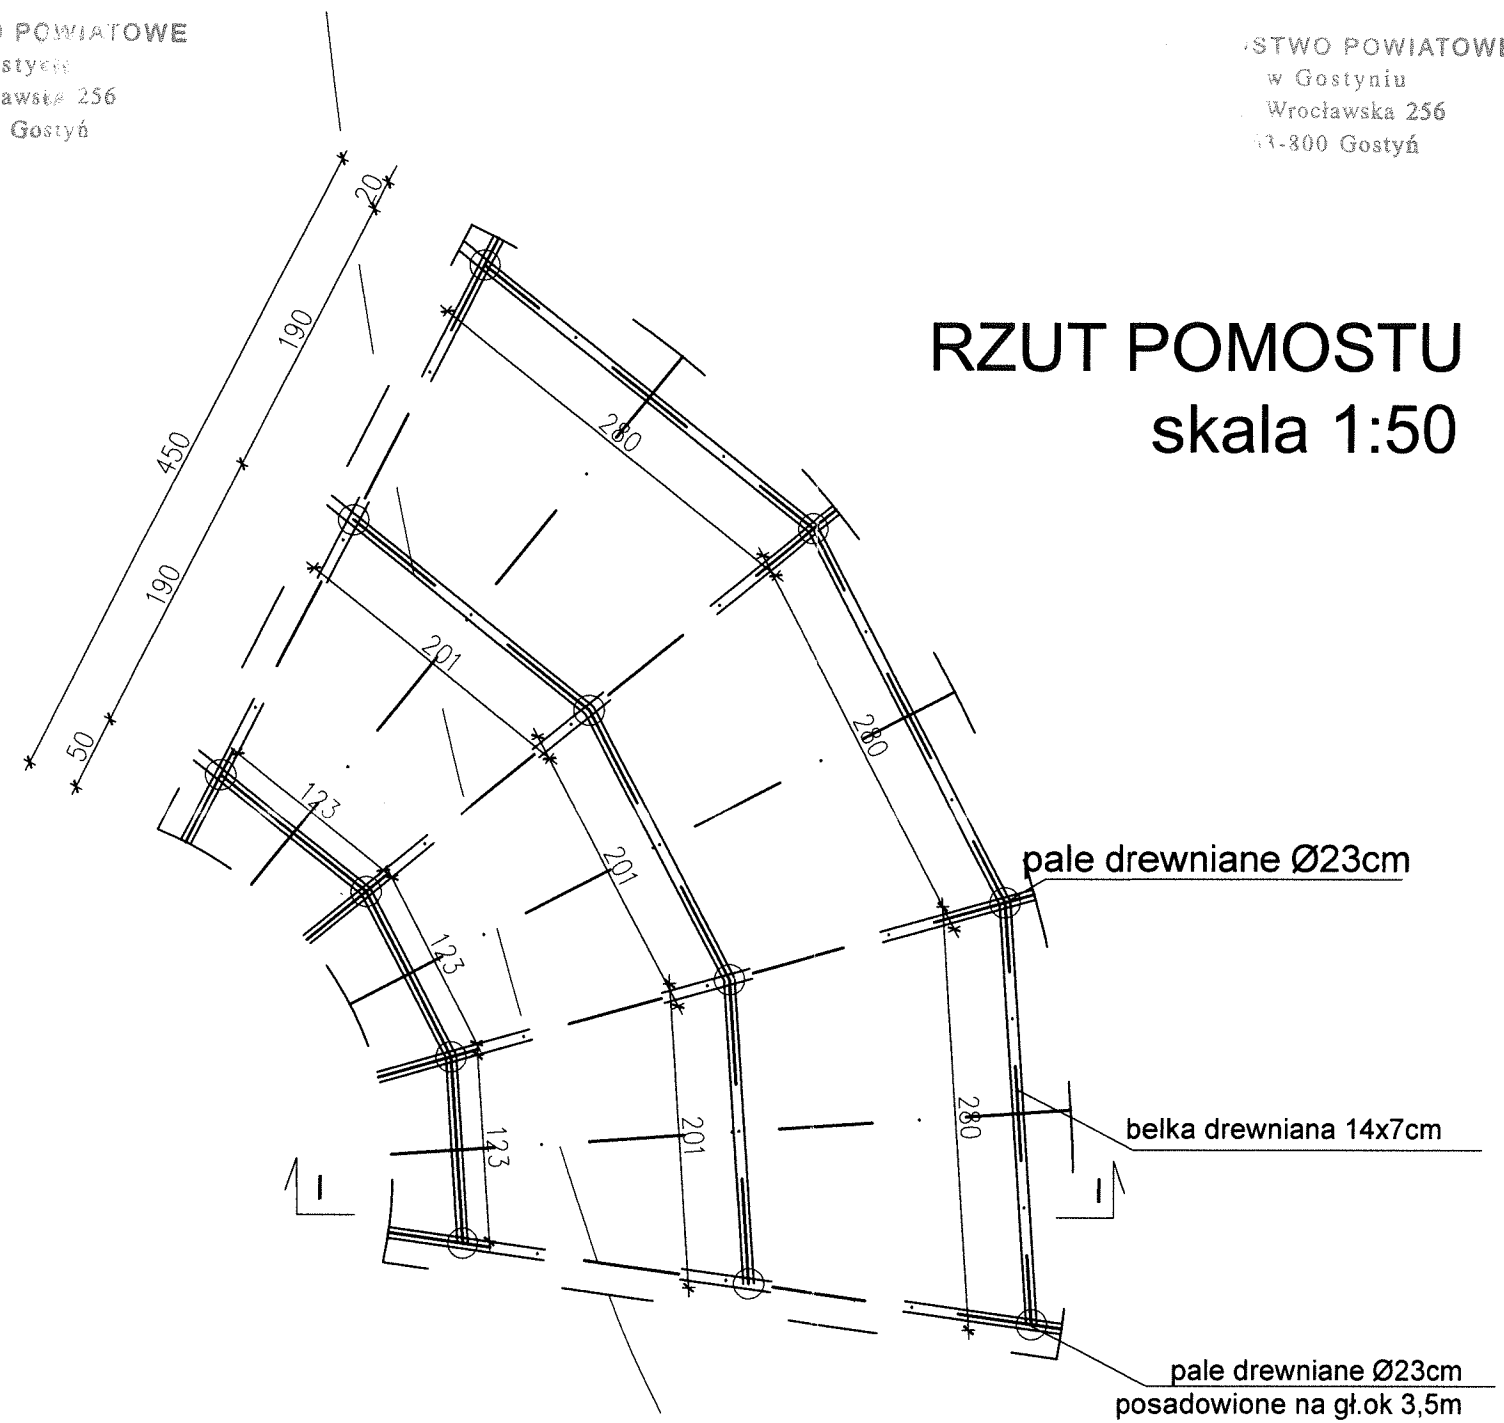 POWIATOWE
256
Gostyń
STWO POWIATOWE
w Gostyniu
Wrocławska 256
-800 Gostyń
RZUT POMOSTU
skala 1:50
20
190
450
190
50
280
201
123
280
201
123
280
201
123
pale drewniane Ø23cm
belka drewniana 14x7cm
I
I
pale drewniane Ø23cm
posadowione na gł.ok 3,5m